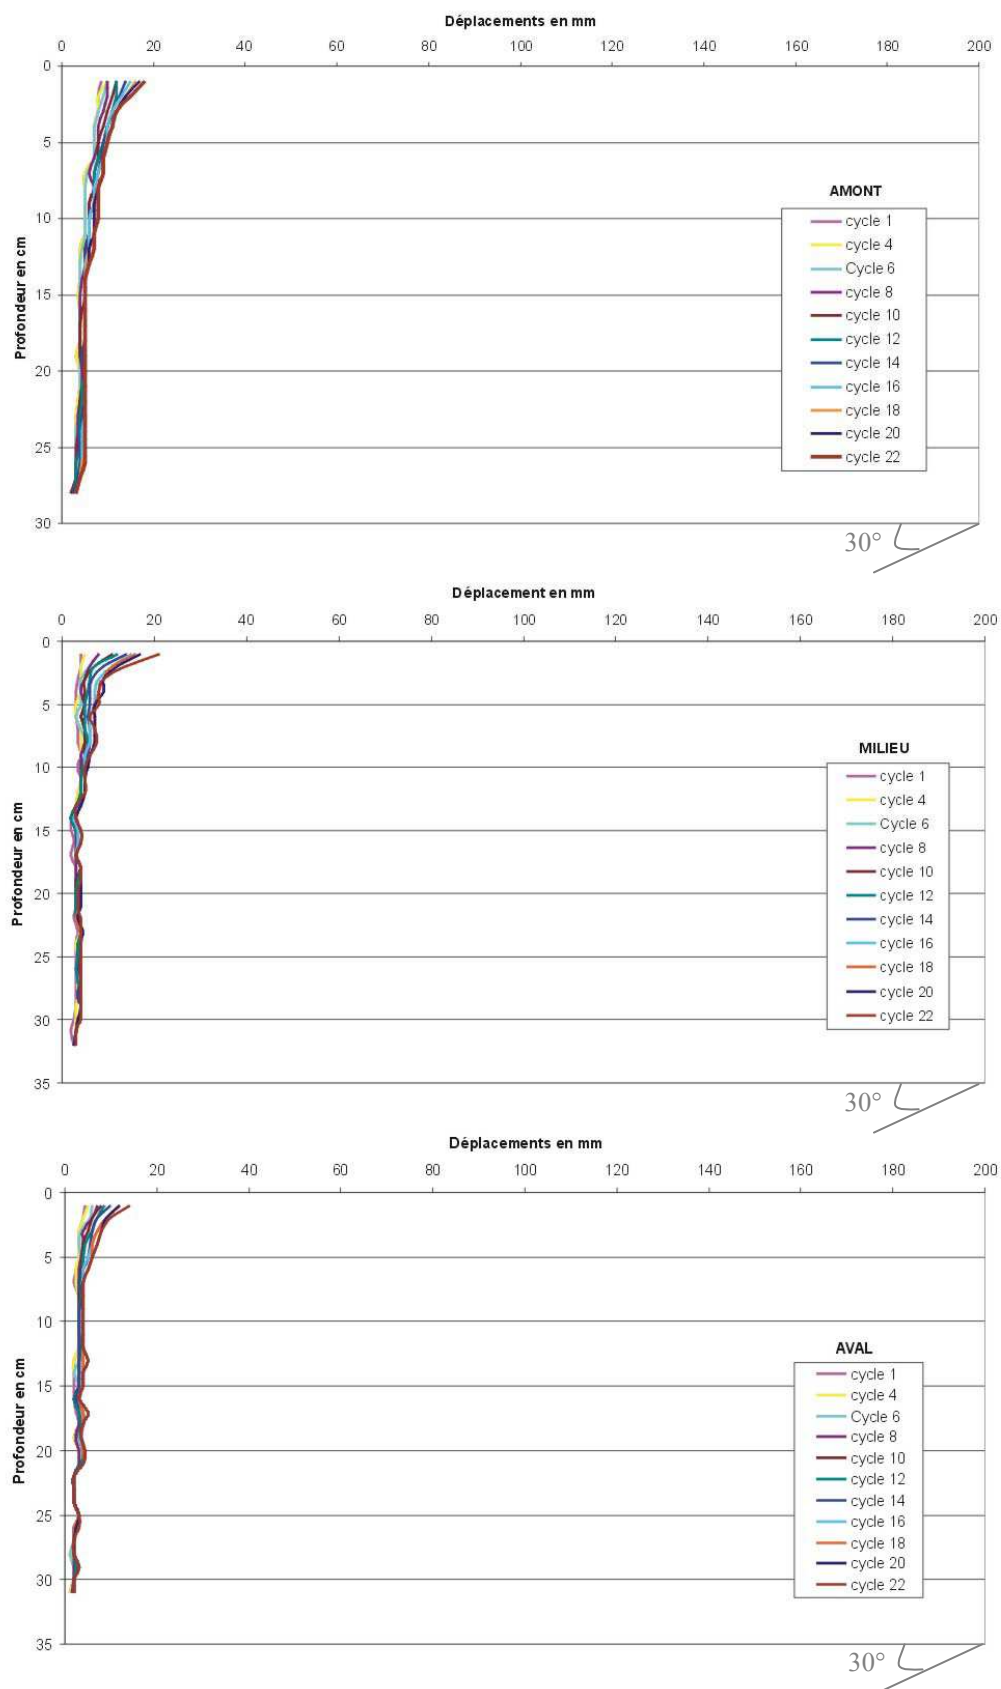 Déplacements en mm
0 20 40 60 80 100 120 140 160 180 200
0
5
10
15
20
25
30
Profondeur en cm
AMONT
cycle 1
cycle 4
Cycle 6
cycle 8
cycle 10
cycle 12
cycle 14
cycle 16
cycle 18
cycle 20
cycle 22
30°
Déplacement en mm
0 20 40 60 80 100 120 140 160 180 200
0
5
10
15
20
25
30
35
Profondeur en cm
MILIEU
cycle 1
cycle 4
Cycle 6
cycle 8
cycle 10
cycle 12
cycle 14
cycle 16
cycle 18
cycle 20
cycle 22
30°
Déplacements en mm
0 20 40 60 80 100 120 140 160 180 200
0
5
10
15
20
25
30
35
Profondeur en cm
AVAL
cycle 1
cycle 4
Cycle 6
cycle 8
cycle 10
cycle 12
cycle 14
cycle 16
cycle 18
cycle 20
cycle 22
30°